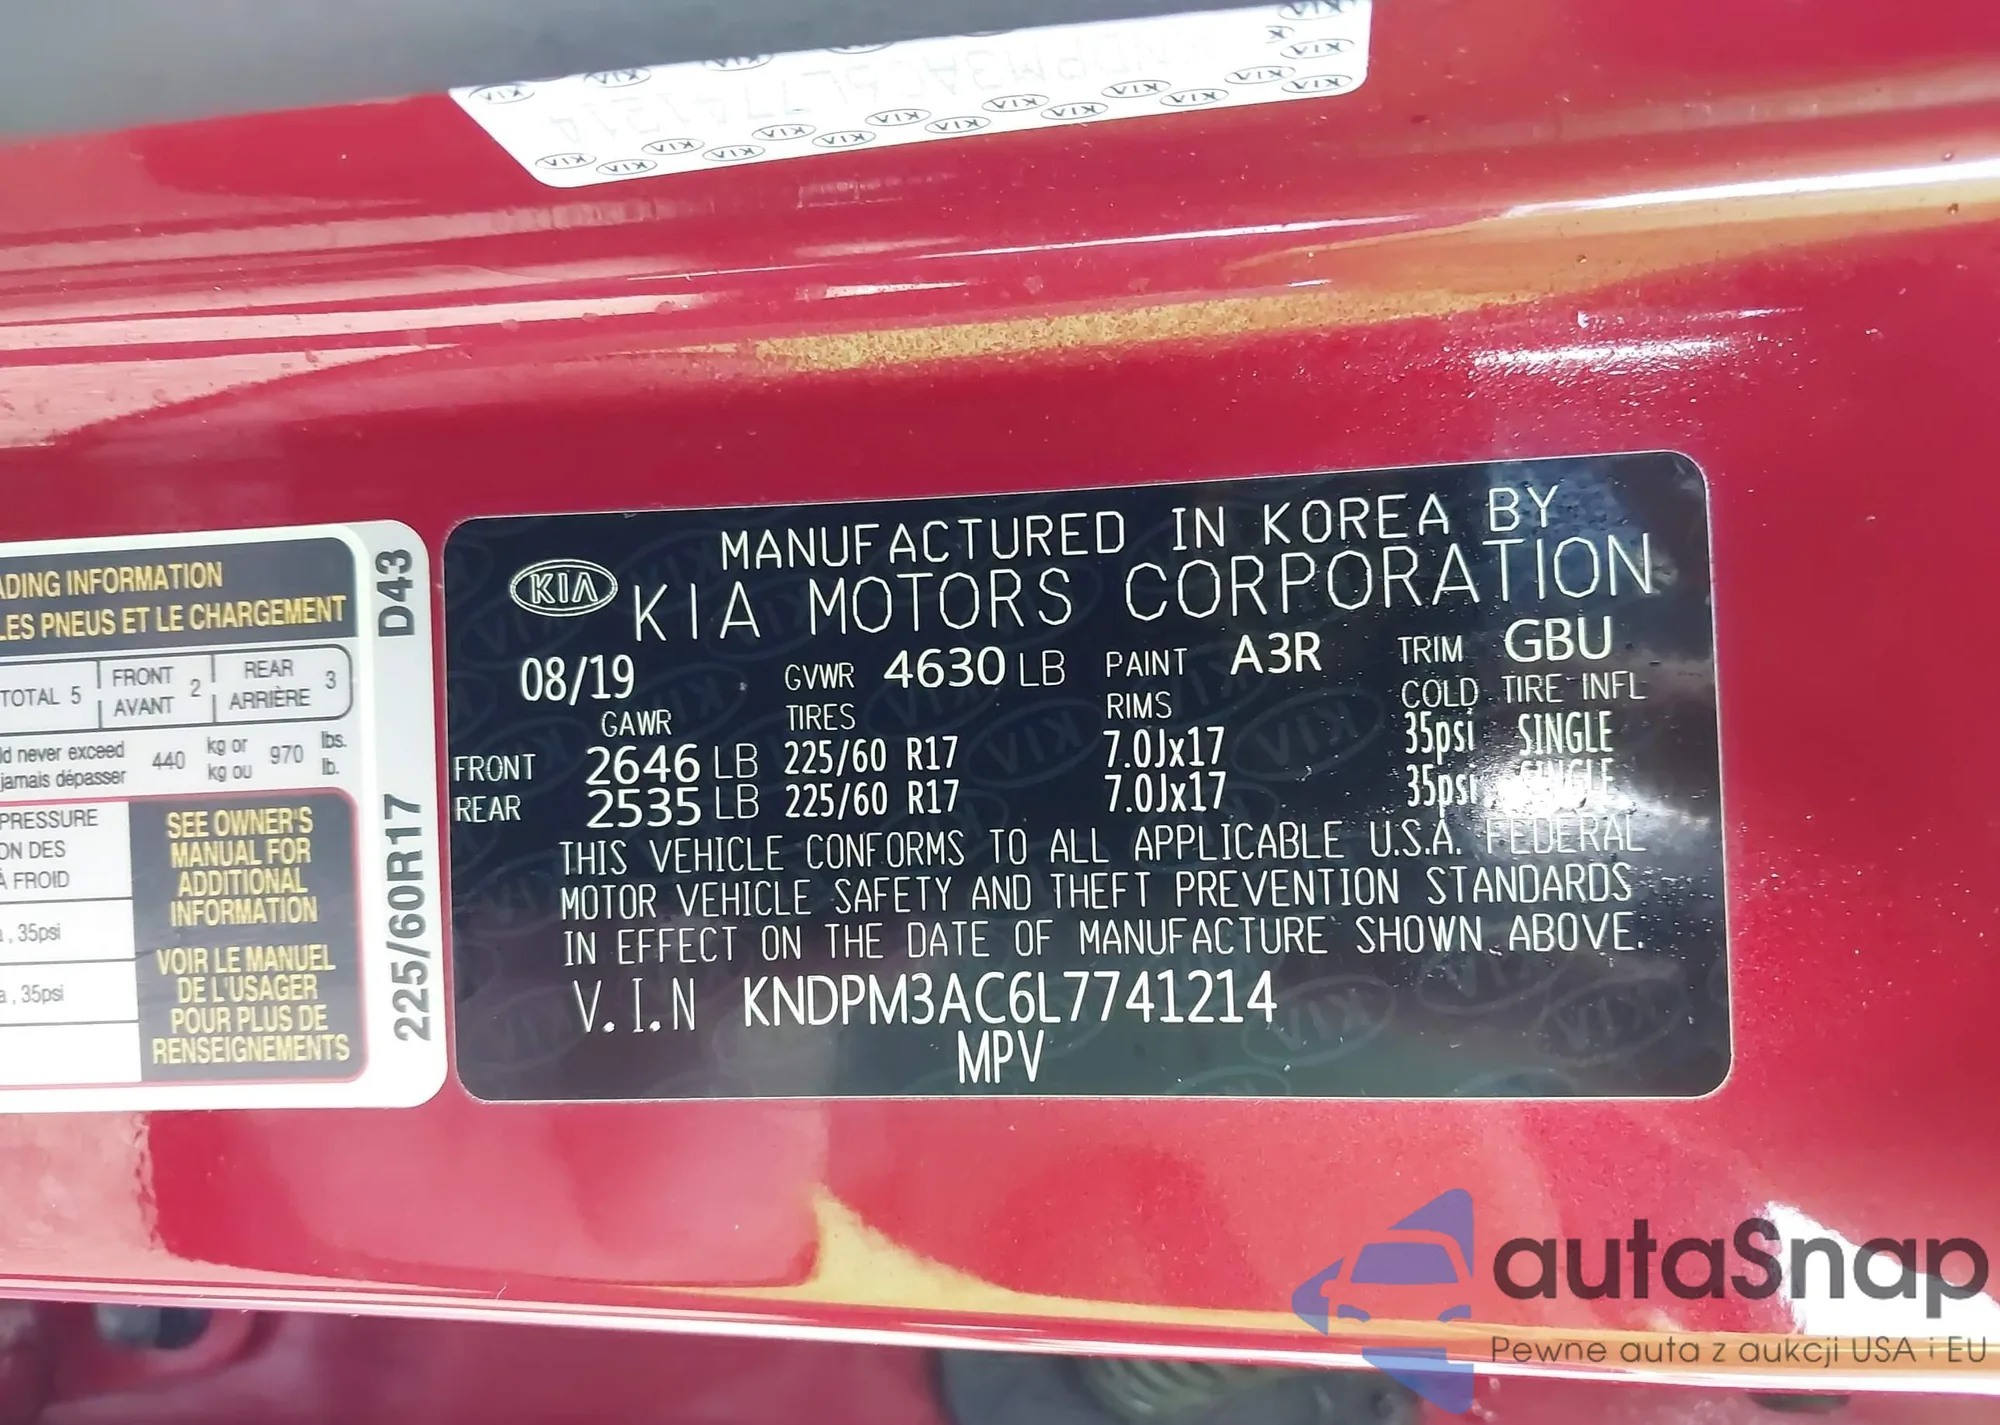 KNDPM3AC6L7741214
ADING INFORMATION
LES PNEUS ET LE CHARGEMENT
TOTAL 5
FRONT
AVANT 2
REAR
ARRIÈRE 3
ld never exceed
jamais dépasser
440 kg or
kg ou
970 lbs.
lb.
PRESSURE
ON DES
À FROID
, 35psi
a , 35psi
SEE OWNER'S
MANUAL FOR
ADDITIONAL
INFORMATION
VOIR LE MANUEL
DE L'USAGER
POUR PLUS DE
RENSEIGNEMENTS
225/60R17 D43
KIA
MANUFACTURED IN KOREA BY
KIA MOTORS CORPORATION
08/19 GVWR 4630 LB PAINT A3R TRIM GBU
GAWR TIRES RIMS COLD TIRE INFL
FRONT 2646 LB 225/60 R17 7.0Jx17 35psi SINGLE
REAR 2535 LB 225/60 R17 7.0Jx17 35psi SINGLE
THIS VEHICLE CONFORMS TO ALL APPLICABLE U.S.A. FEDERAL
MOTOR VEHICLE SAFETY AND THEFT PREVENTION STANDARDS
IN EFFECT ON THE DATE OF MANUFACTURE SHOWN ABOVE.
V.I.N KNDPM3AC6L7741214
MPV
autaSnap
Pewne auta z aukcji USA i EU